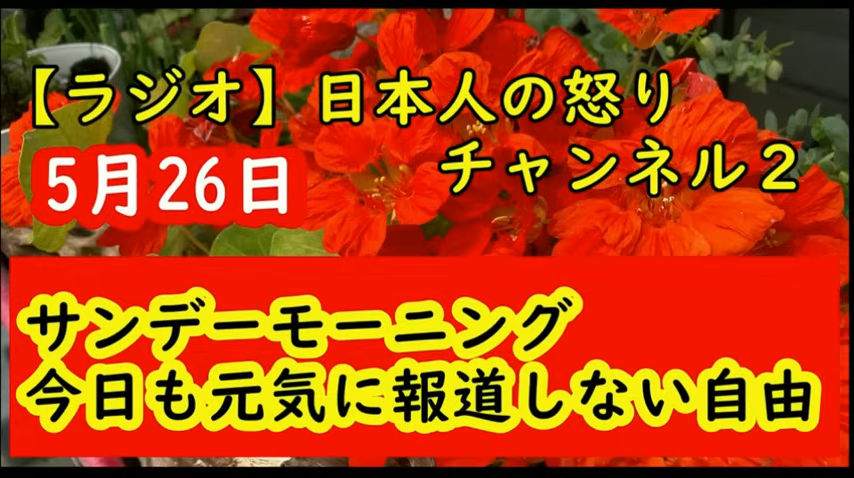 【ラジオ】日本人の怒り
チャンネル２
5月26日
サンデーモーニング
今日も元気に報道しない自由